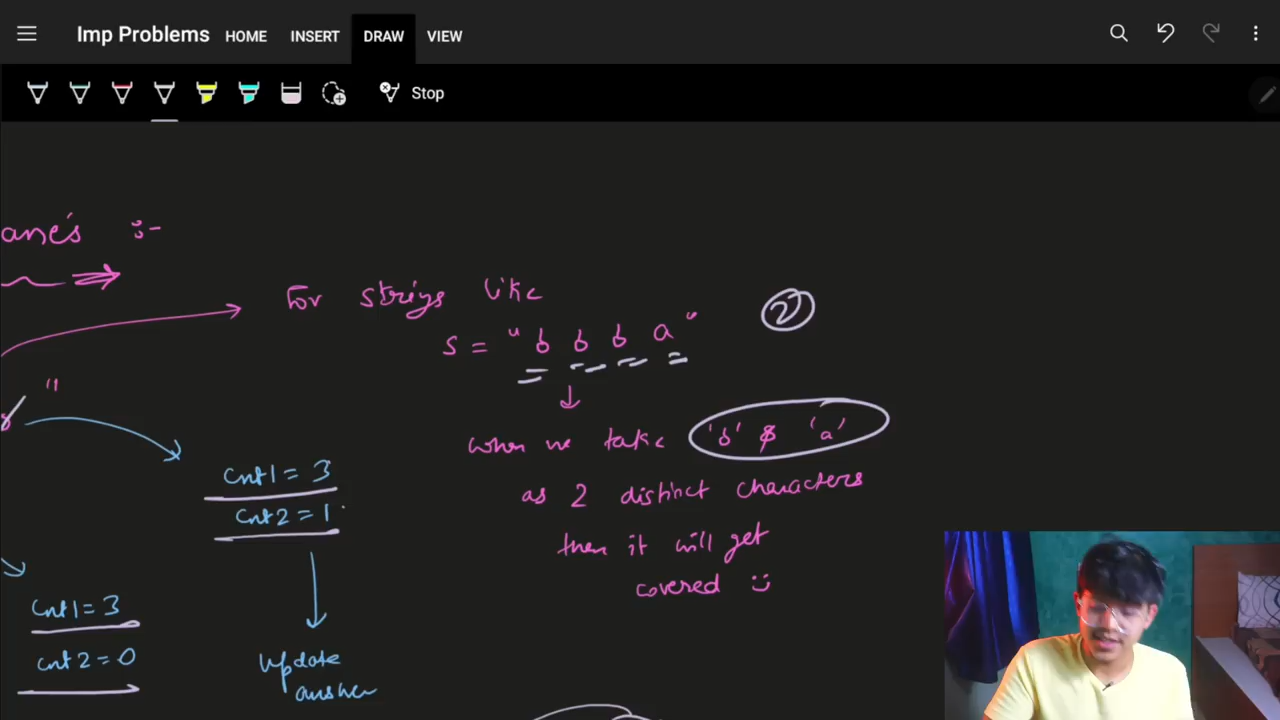 Imp Problems HOME INSERT DRAW VIEW
Stop
ane's :-
For strings like
s = "b b b a" 2
"
when we take 'b' & 'a'
cnt1 = 3
as 2 distinct characters
cnt2 = 1
then it will get
covered :)
cnt1 = 3
cnt2 = 0
update
answer